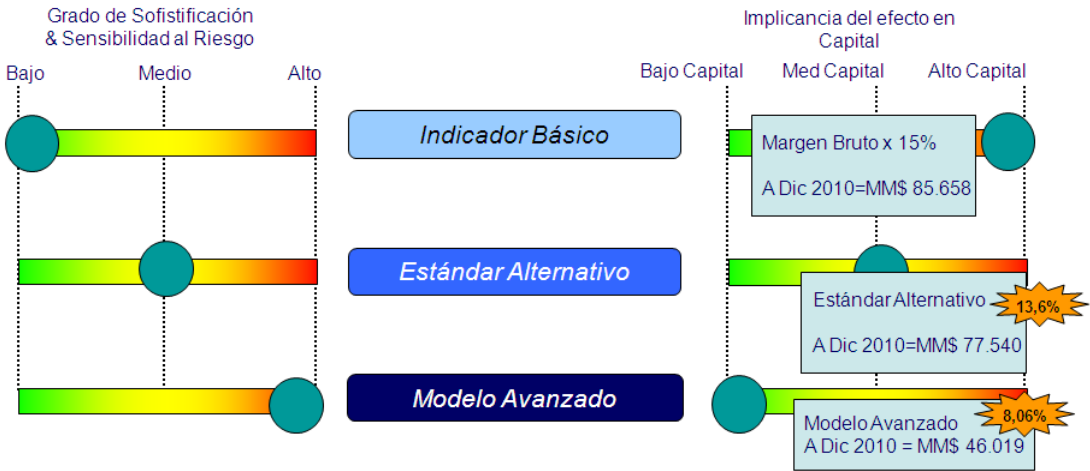 Grado de Sofistificación
& Sensibilidad al Riesgo
Bajo Medio Alto
Implicancia del efecto en
Capital
Bajo Capital Med Capital Alto Capital
Indicador Básico
Margen Bruto x 15%
A Dic 2010=MM$ 85.658
Estándar Alternativo
Estándar Alternativo
13,6%
A Dic 2010=MM$ 77.540
Modelo Avanzado
Modelo Avanzado
8,06%
A Dic 2010 = MM$ 46.019